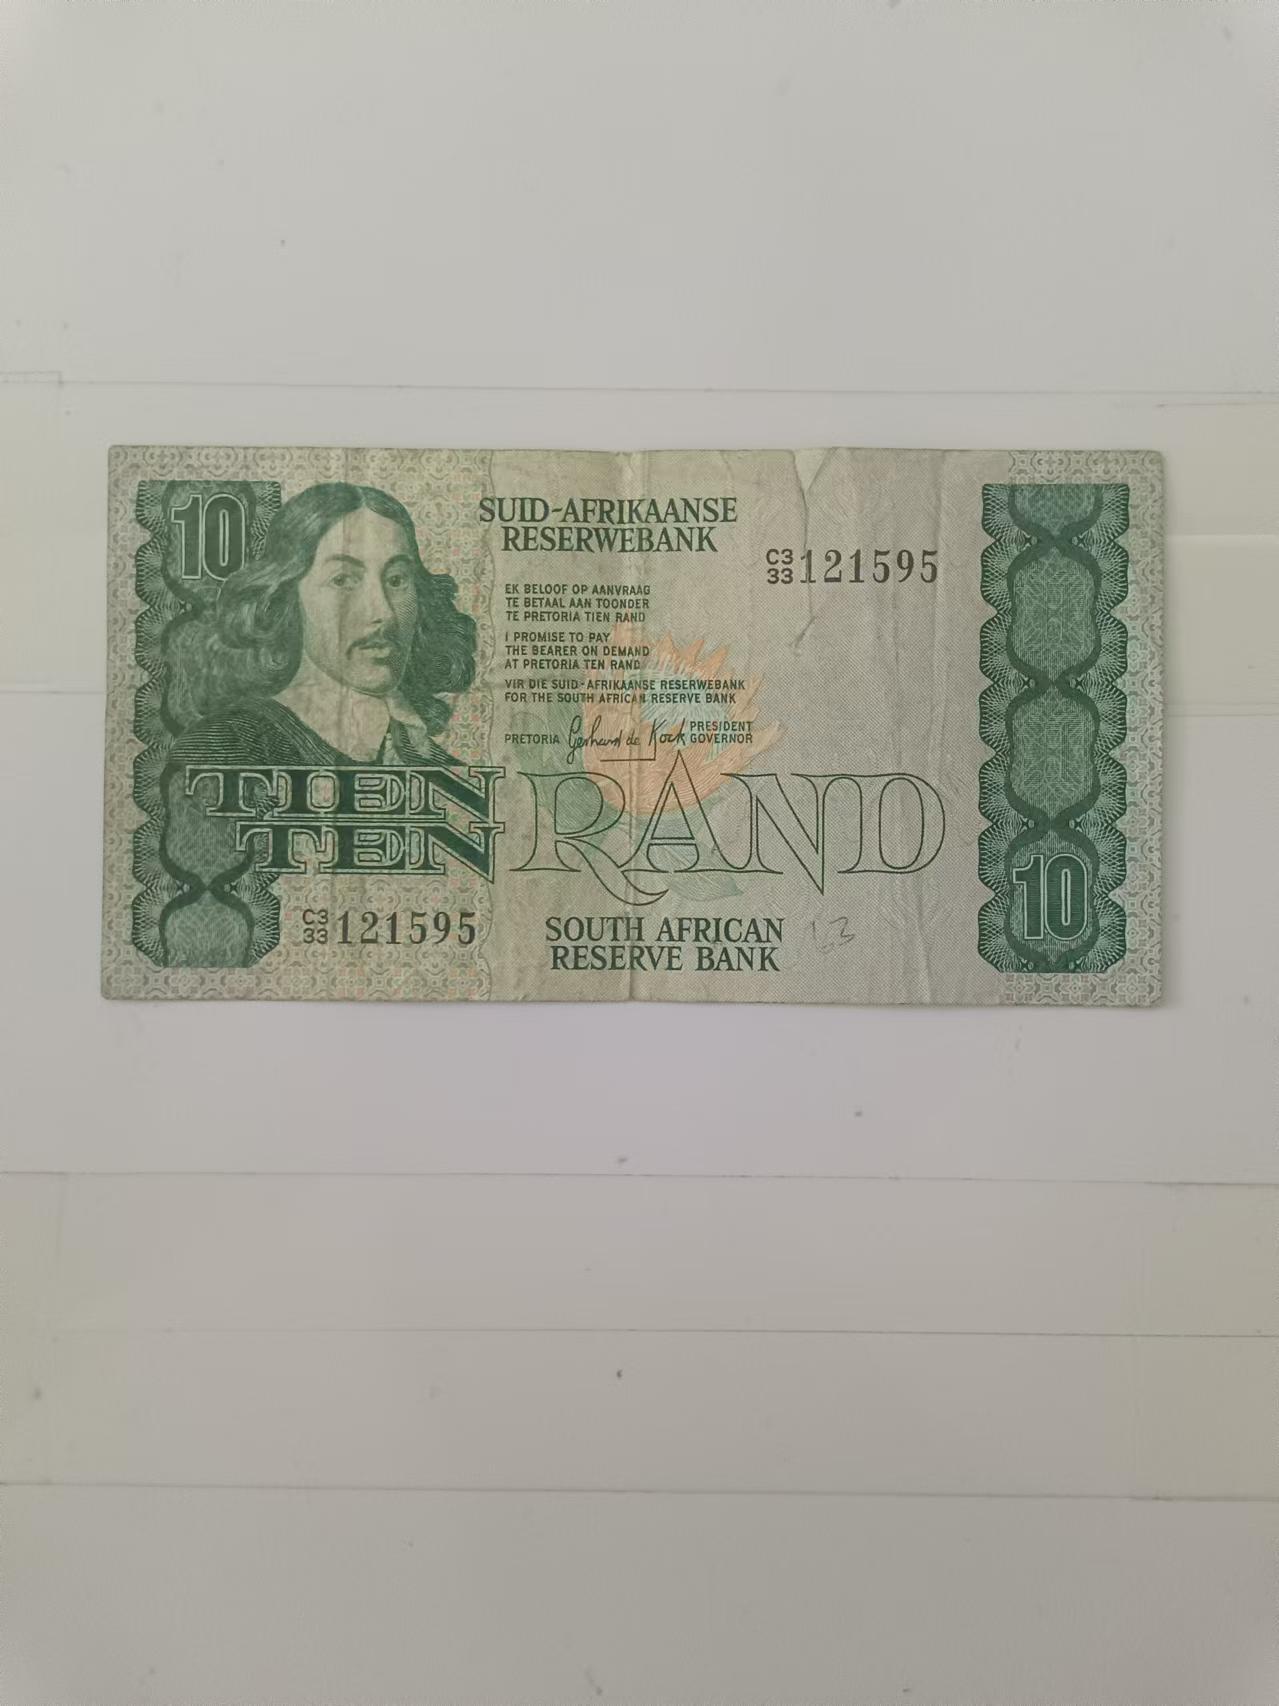 10
SUID-AFRIKAANSE
RESERWEBANK
C3
33 121595
EK BELOOF OP AANVRAAG
TE BETAAL AAN TOONDER
TE PRETORIA TIEN RAND
I PROMISE TO PAY
THE BEARER ON DEMAND
AT PRETORIA TEN RAND
VIR DIE SUID-AFRIKAANSE RESERWEBANK
FOR THE SOUTH AFRICAN RESERVE BANK
PRETORIA Gerhard de Kock PRESIDENT
GOVERNOR
TIEN
TEN RAND
10
C3
33 121595
SOUTH AFRICAN
RESERVE BANK